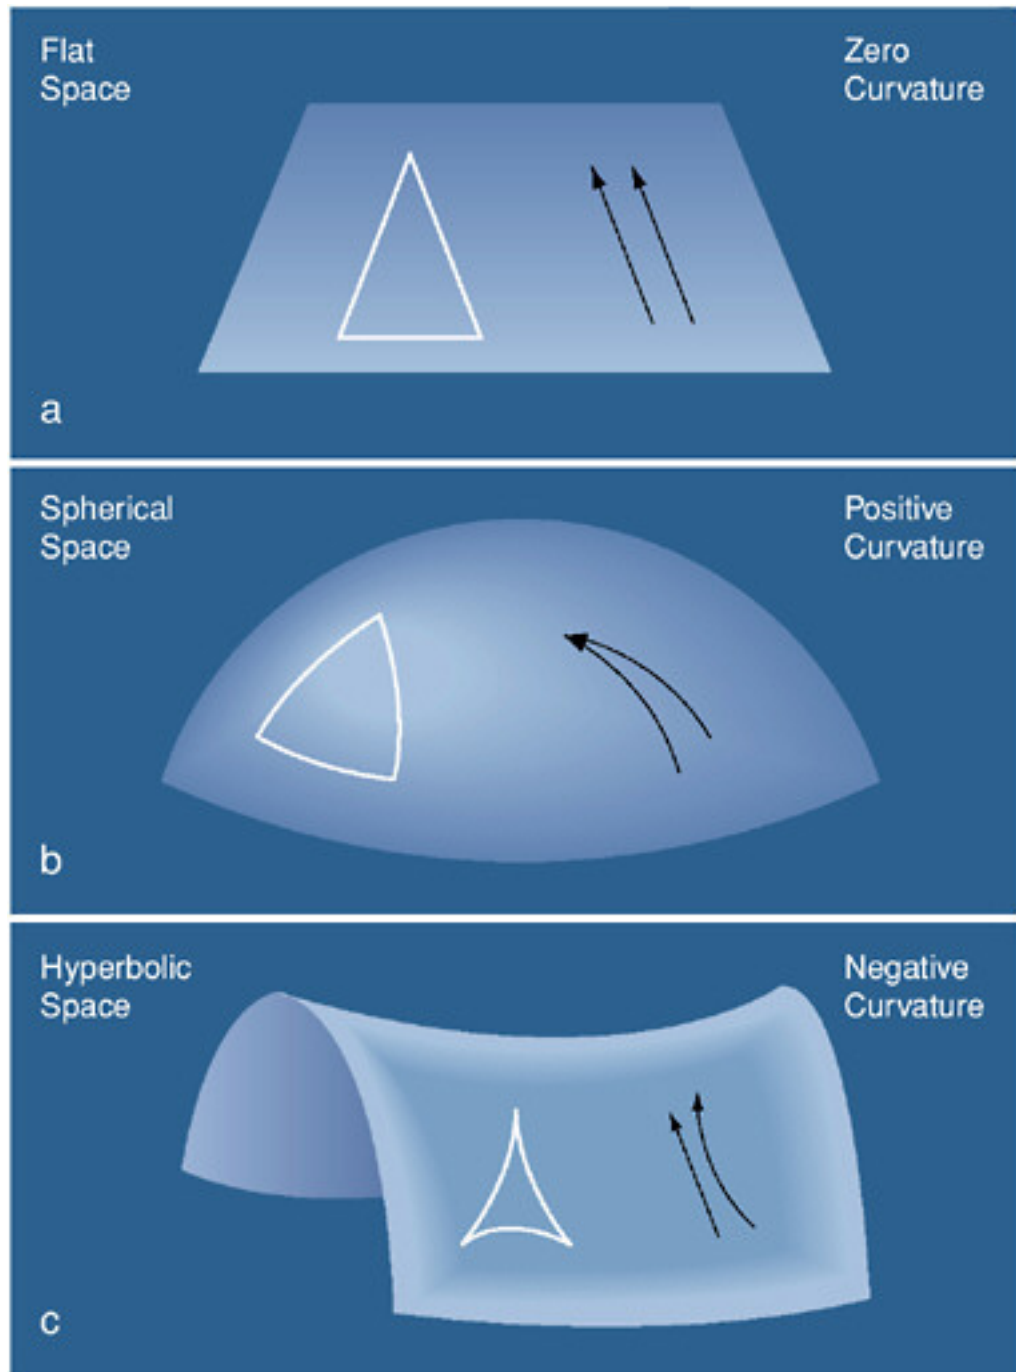 Flat
Space
Zero
Curvature
a
Spherical
Space
Positive
Curvature
b
Hyperbolic
Space
Negative
Curvature
c